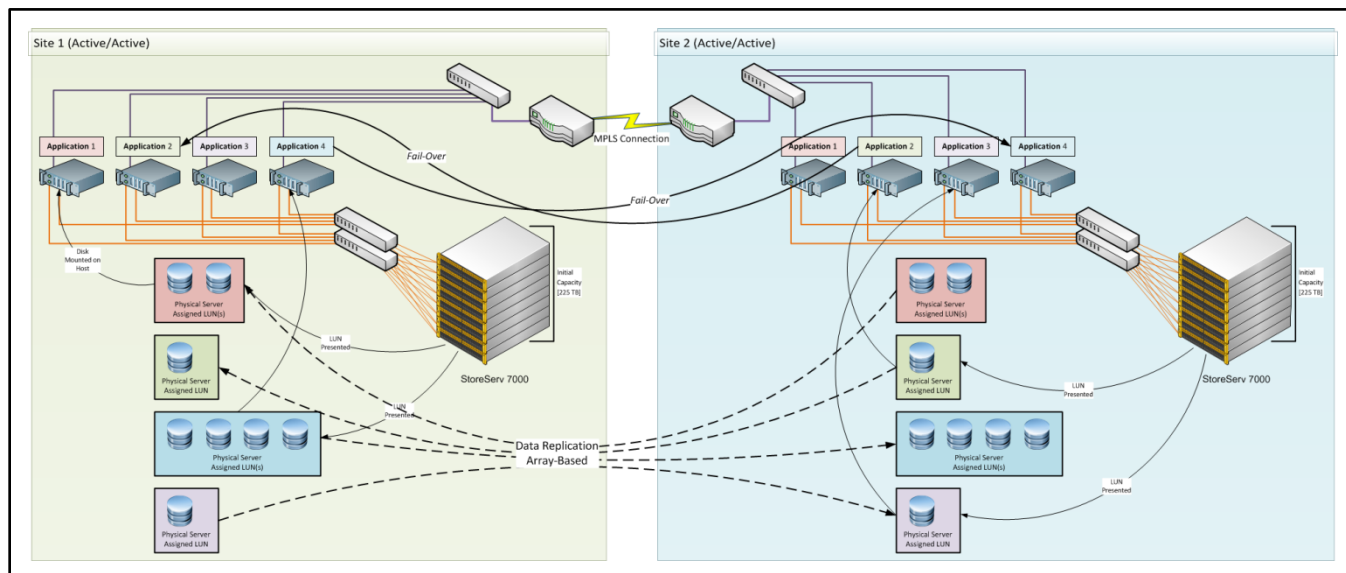 Site 1 (Active/Active)
Site 2 (Active/Active)
MPLS Connection
Application 1
Application 2
Application 3
Application 4
Fail-Over
Application 1
Application 2
Application 3
Application 4
Fail-Over
Disk
Mounted on
Host
Physical Server
Assigned LUN(s)
LUN
Presented
Initial
Capacity
[225 TB]
StoreServ 7000
Physical Server
Assigned LUN
LUN
Presented
Physical Server
Assigned LUN(s)
Physical Server
Assigned LUN
Data Replication
Array-Based
Physical Server
Assigned LUN(s)
Initial
Capacity
[225 TB]
StoreServ 7000
Physical Server
Assigned LUN
LUN
Presented
Physical Server
Assigned LUN(s)
LUN
Presented
Physical Server
Assigned LUN